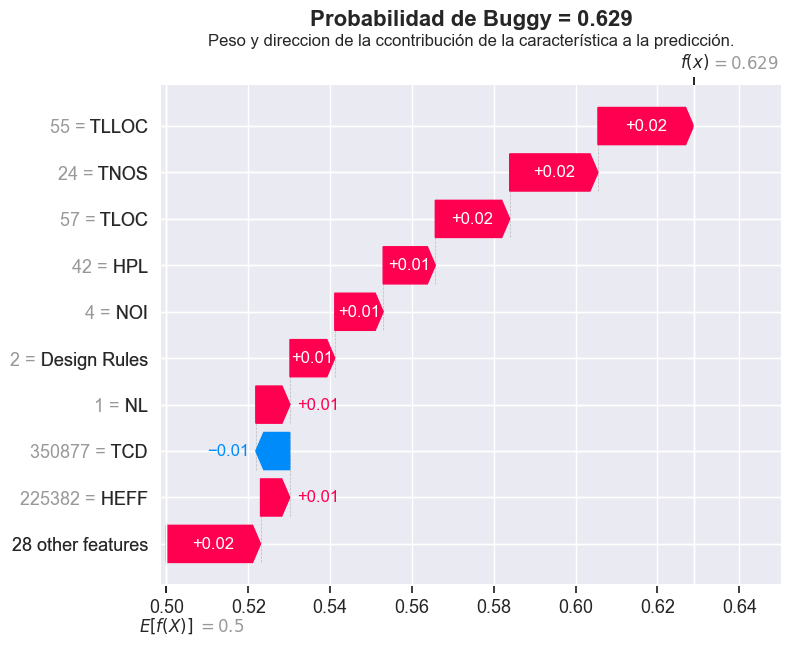 Probabilidad de Buggy = 0.629
Peso y direccion de la ccontribución de la característica a la predicción.
f(x) = 0.629
55 = TLLOC
+0.02
24 = TNOS
+0.02
57 = TLOC
+0.02
42 = HPL
+0.01
4 = NOI
+0.01
2 = Design Rules
+0.01
1 = NL
+0.01
350877 = TCD
−0.01
225382 = HEFF
+0.01
28 other features
+0.02
0.50 0.52 0.54 0.56 0.58 0.60 0.62 0.64
E[f(X)] = 0.5